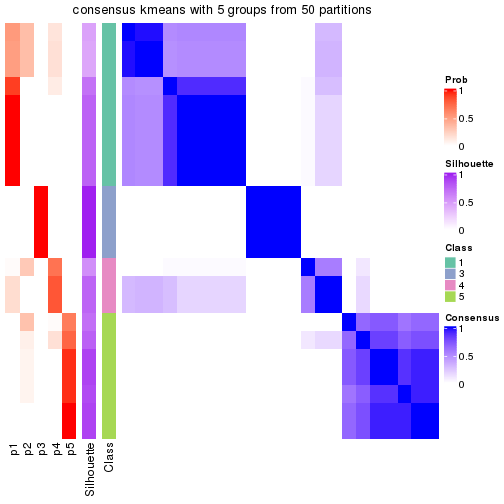 consensus kmeans with 5 groups from 50 partitions
Prob
1
0.5
0
Silhouette
1
0.5
0
Class
1
3
4
5
Consensus
1
0.5
0
p1
p2
p3
p4
p5
Silhouette
Class